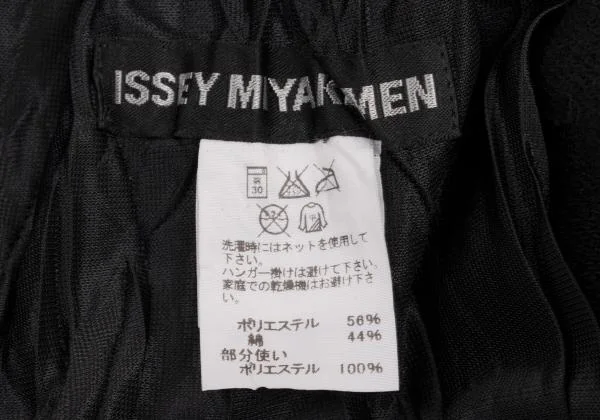 ISSEY MIYAKE MEN
弱
30
洗濯時にはネットを使用して
下さい。
ハンガー掛けは避けて下さい。
家庭での乾燥機はお避け下さい。
ポリエステル 56%
綿 44%
部分使い
ポリエステル 100%